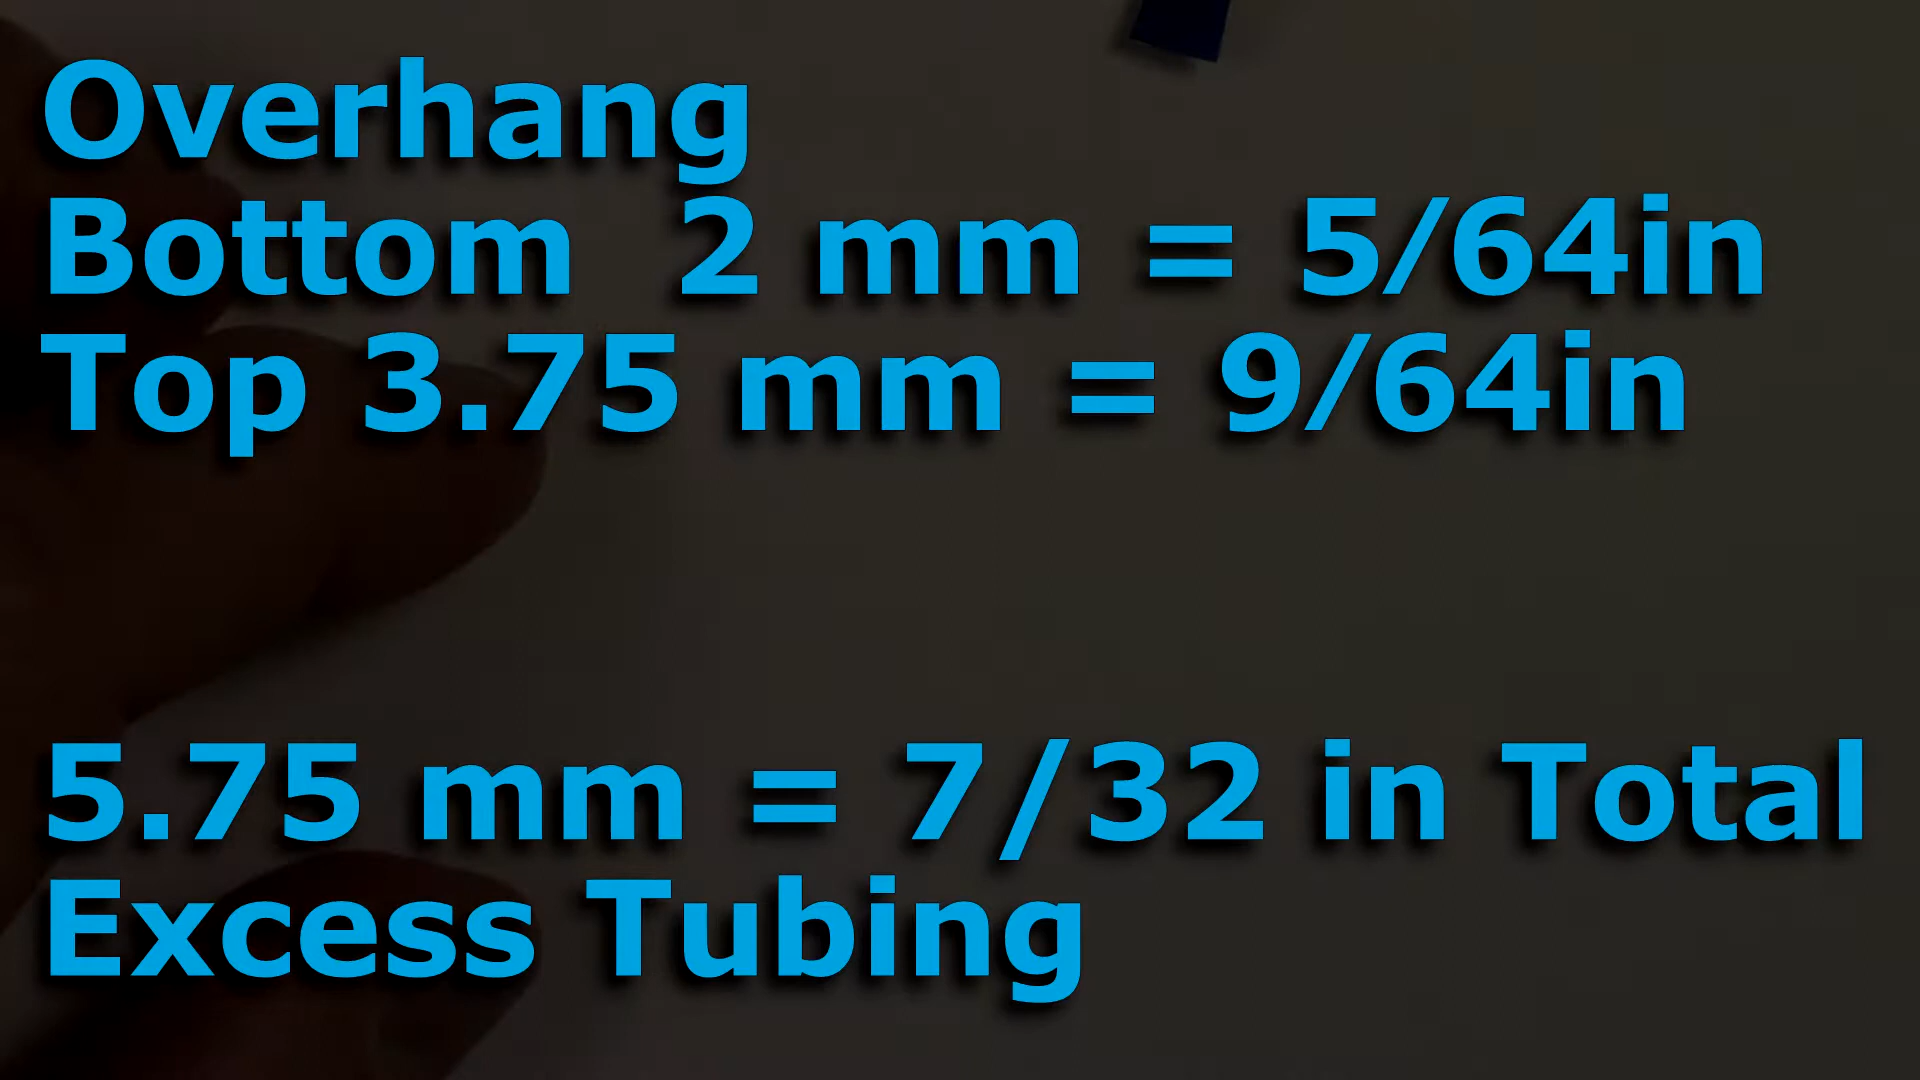 Overhang
Bottom  2 mm = 5/64in
Top 3.75 mm = 9/64in
5.75 mm = 7/32 in Total
Excess Tubing